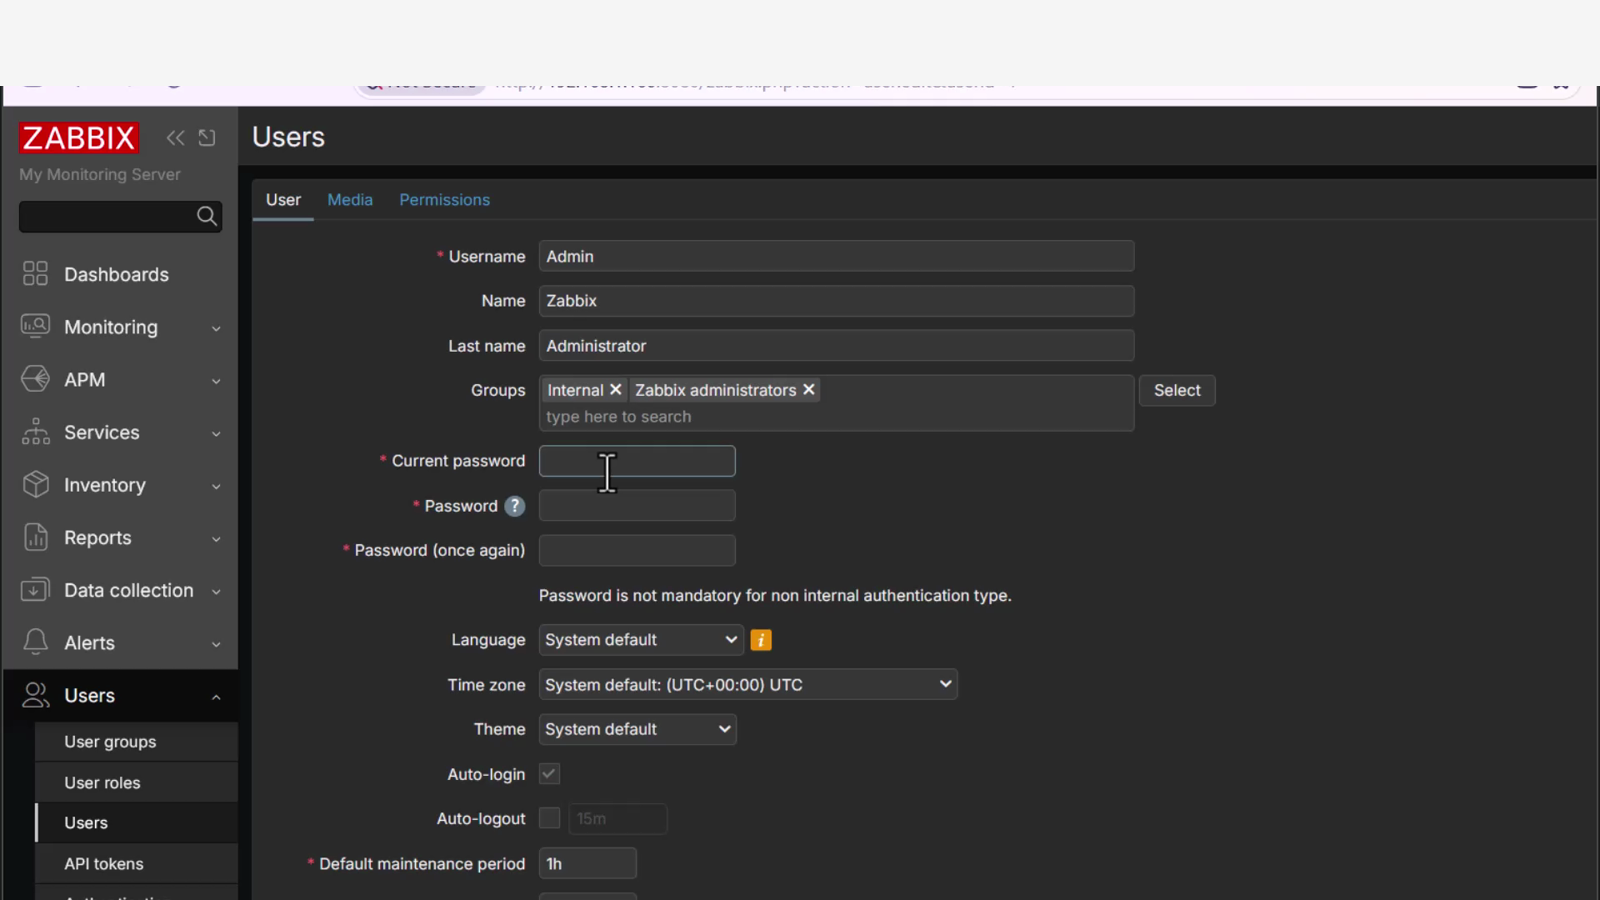 ZABBIX
My Monitoring Server
Dashboards
Monitoring
APM
Services
Inventory
Reports
Data collection
Alerts
Users
User groups
User roles
Users
API tokens
Users
User Media Permissions
* Username Admin
Name Zabbix
Last name Administrator
Groups Internal Zabbix administrators Select
type here to search
* Current password
* Password ?
* Password (once again)
Password is not mandatory for non internal authentication type.
Language System default i
Time zone System default: (UTC+00:00) UTC
Theme System default
Auto-login
Auto-logout 15m
* Default maintenance period 1h